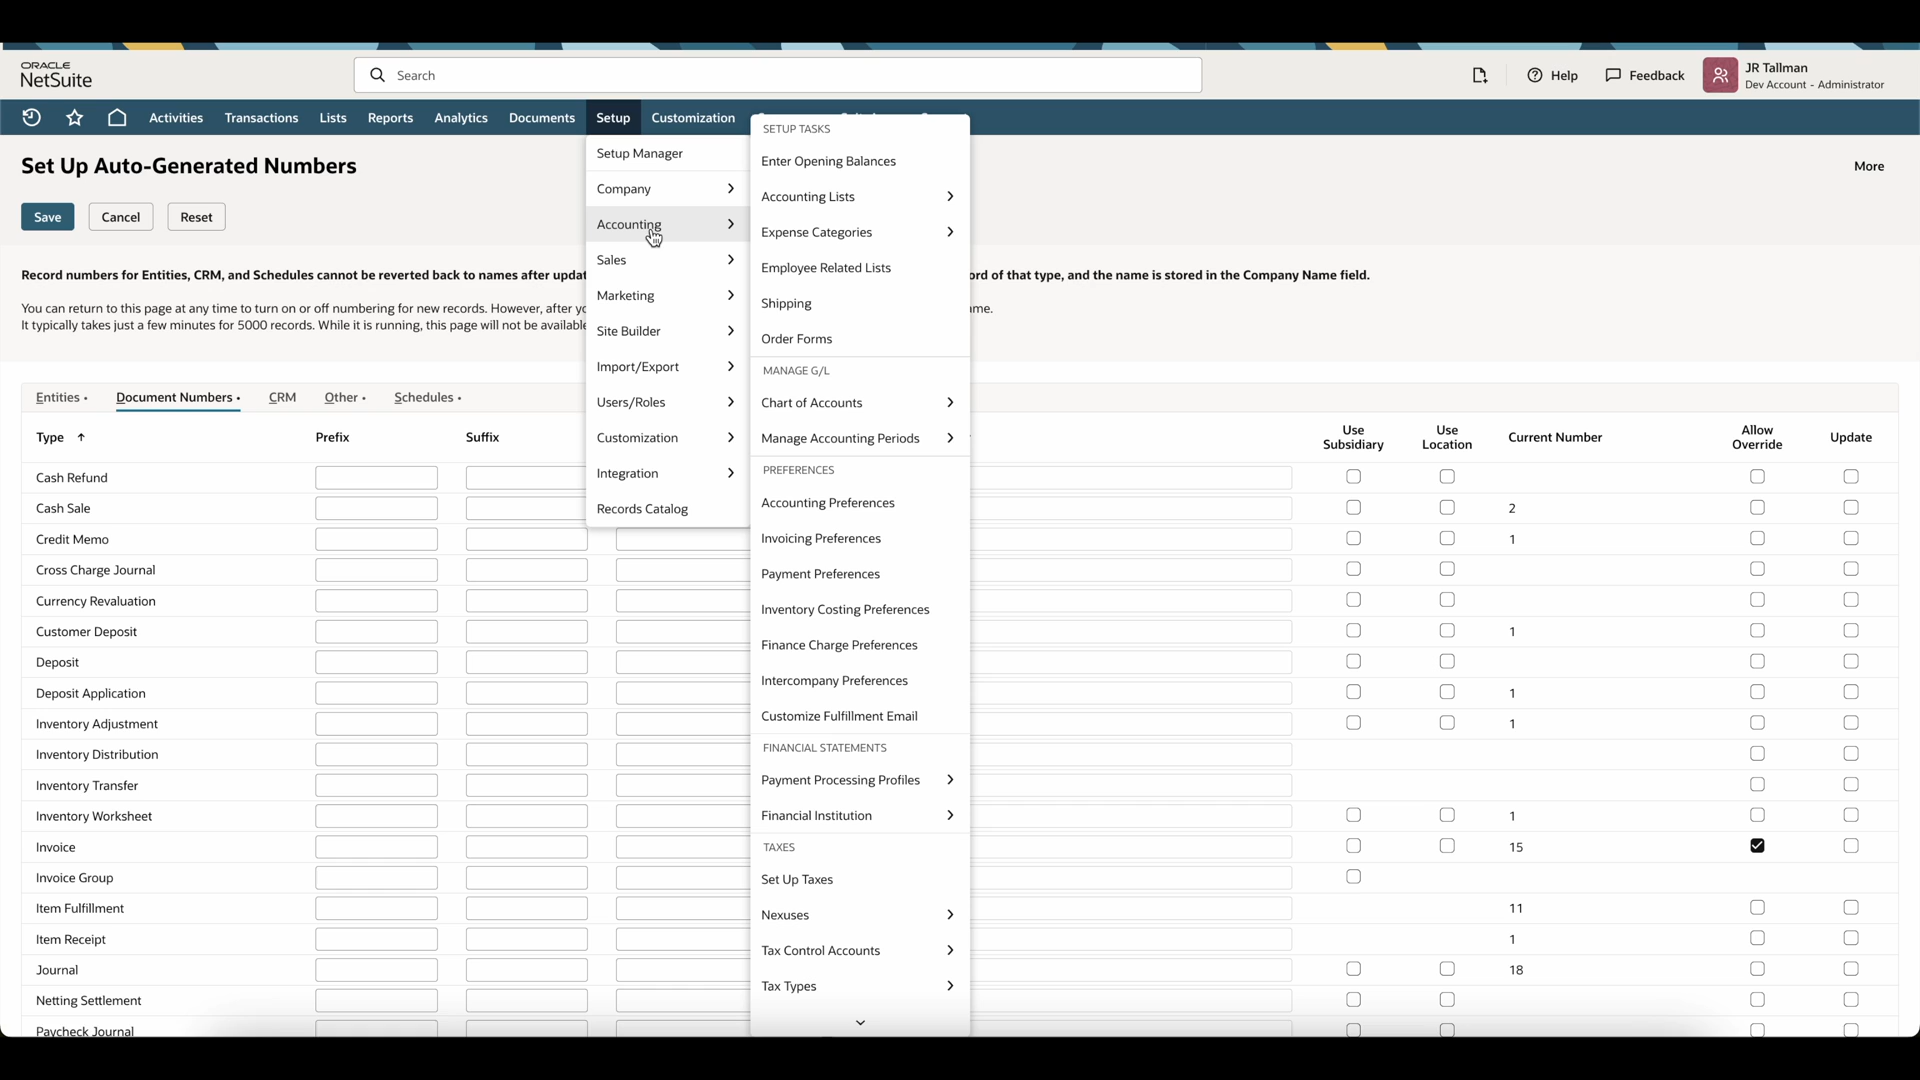 ORACLE
NetSuite
Search
Help
Feedback
JR Tallman
Dev Account - Administrator
Activities
Transactions
Lists
Reports
Analytics
Documents
Setup
Customization
Set Up Auto-Generated Numbers
More
Save
Cancel
Reset
Record numbers for Entities, CRM, and Schedules cannot be reverted back to names after
ord of that type, and the name is stored in the Company Name field.
You can return to this page at any time to turn on or off numbering for new records. However, after
It typically takes just a few minutes for 5000 records. While it is running, this page will not be available
Setup Manager
Company
Accounting
Sales
Marketing
Site Builder
Import/Export
Users/Roles
Customization
Integration
Records Catalog
SETUP TASKS
Enter Opening Balances
Accounting Lists
Expense Categories
Employee Related Lists
Shipping
Order Forms
MANAGE G/L
Chart of Accounts
Manage Accounting Periods
PREFERENCES
Accounting Preferences
Invoicing Preferences
Payment Preferences
Inventory Costing Preferences
Finance Charge Preferences
Intercompany Preferences
Customize Fulfillment Email
FINANCIAL STATEMENTS
Payment Processing Profiles
Financial Institution
TAXES
Set Up Taxes
Nexuses
Tax Control Accounts
Tax Types
Entities •
Document Numbers •
CRM
Other •
Schedules •
Type ↑ Prefix Suffix Use Subsidiary Use Location Current Number Allow Override Update
Cash Refund
Cash Sale 2
Credit Memo 1
Cross Charge Journal
Currency Revaluation
Customer Deposit 1
Deposit
Deposit Application 1
Inventory Adjustment 1
Inventory Distribution
Inventory Transfer
Inventory Worksheet 1
Invoice 15
Invoice Group
Item Fulfillment 11
Item Receipt 1
Journal 18
Netting Settlement
Paycheck Journal